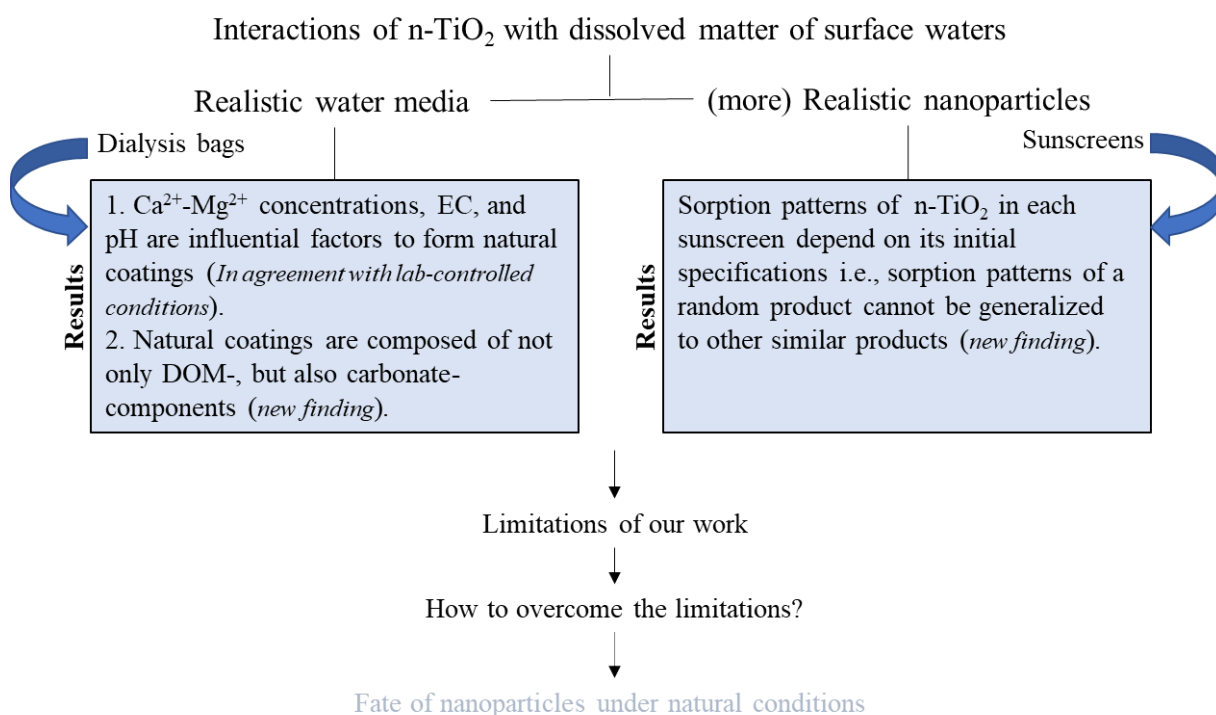 Interactions of n-TiO₂ with dissolved matter of surface waters
Realistic water media
(more) Realistic nanoparticles
Dialysis bags
Sunscreens
Results
1. Ca²⁺-Mg²⁺ concentrations, EC, and
pH are influential factors to form natural
coatings (In agreement with lab-controlled
conditions).
2. Natural coatings are composed of not
only DOM-, but also carbonate-
components (new finding).
Results
Sorption patterns of n-TiO₂ in each
sunscreen depend on its initial
specifications i.e., sorption patterns of a
random product cannot be generalized
to other similar products (new finding).
Limitations of our work
How to overcome the limitations?
Fate of nanoparticles under natural conditions